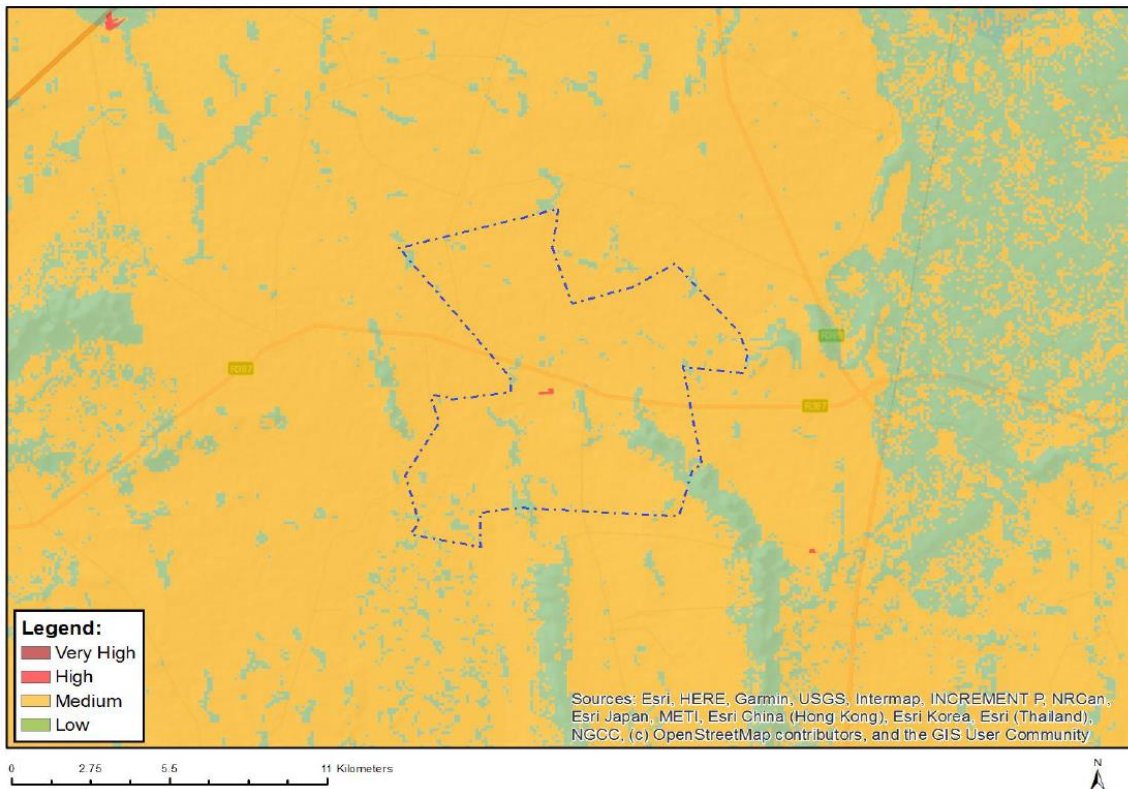 R387
R389
R387
Legend:
Very High
High
Medium
Low
Sources: Esri, HERE, Garmin, USGS, Intermap, INCREMENT P, NRCan,
Esri Japan, METI, Esri China (Hong Kong), Esri Korea, Esri (Thailand),
NGCC, (c) OpenStreetMap contributors, and the GIS User Community
0 2.75 5.5 11 Kilometers
N